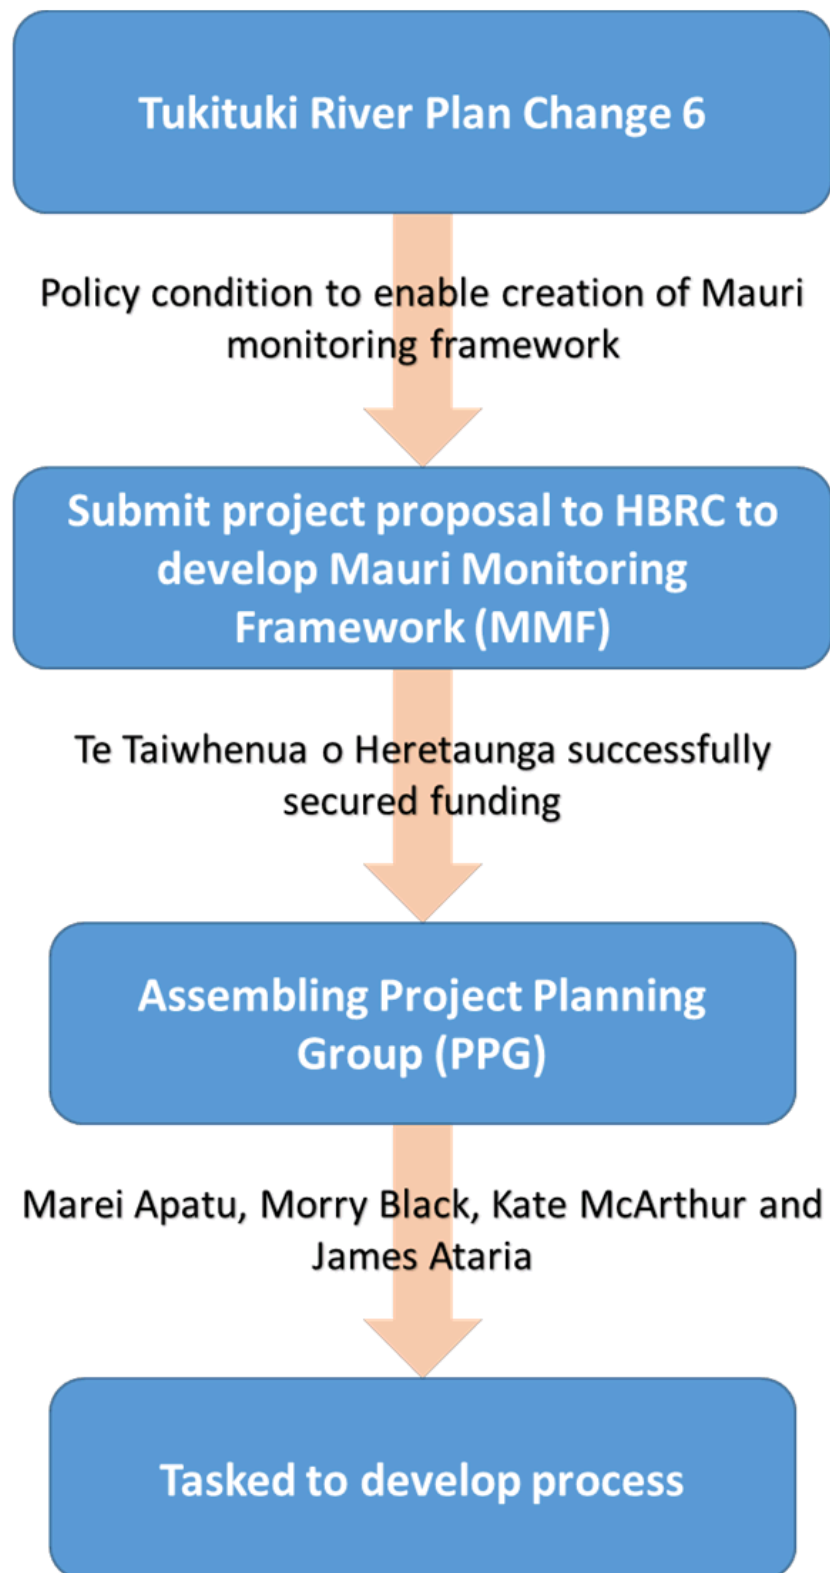 Tukituki River Plan Change 6
Policy condition to enable creation of Mauri
monitoring framework
Submit project proposal to HBRC to
develop Mauri Monitoring
Framework (MMF)
Te Taiwhenua o Heretaunga successfully
secured funding
Assembling Project Planning
Group (PPG)
Marei Apatu, Morry Black, Kate McArthur and
James Ataria
Tasked to develop process